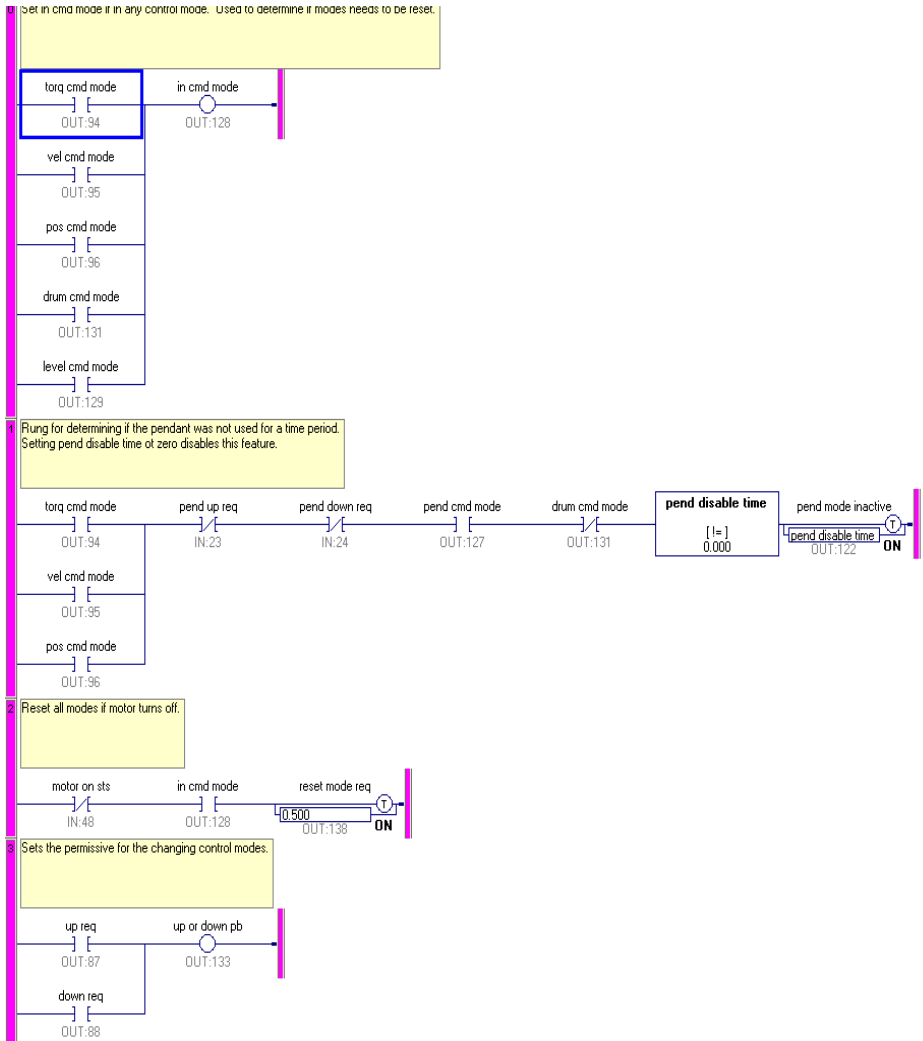 0 Set in cmd mode if in any control mode. Used to determine if modes needs to be reset.
torq cmd mode in cmd mode
OUT:94 OUT:128
vel cmd mode
OUT:95
pos cmd mode
OUT:96
drum cmd mode
OUT:131
level cmd mode
OUT:129
1 Rung for determining if the pendant was not used for a time period.
Setting pend disable time ot zero disables this feature.
torq cmd mode pend up req pend down req pend cmd mode drum cmd mode pend disable time pend mode inactive
T
[ != ] pend disable time
OUT:94 IN:23 IN:24 OUT:127 OUT:131 0.000 OUT:122 ON
vel cmd mode
OUT:95
pos cmd mode
OUT:96
2 Reset all modes if motor turns off.
motor on sts in cmd mode reset mode req
T
0.500
IN:48 OUT:128 OUT:138 ON
3 Sets the permissive for the changing control modes.
up req up or down pb
OUT:87 OUT:133
down req
OUT:88